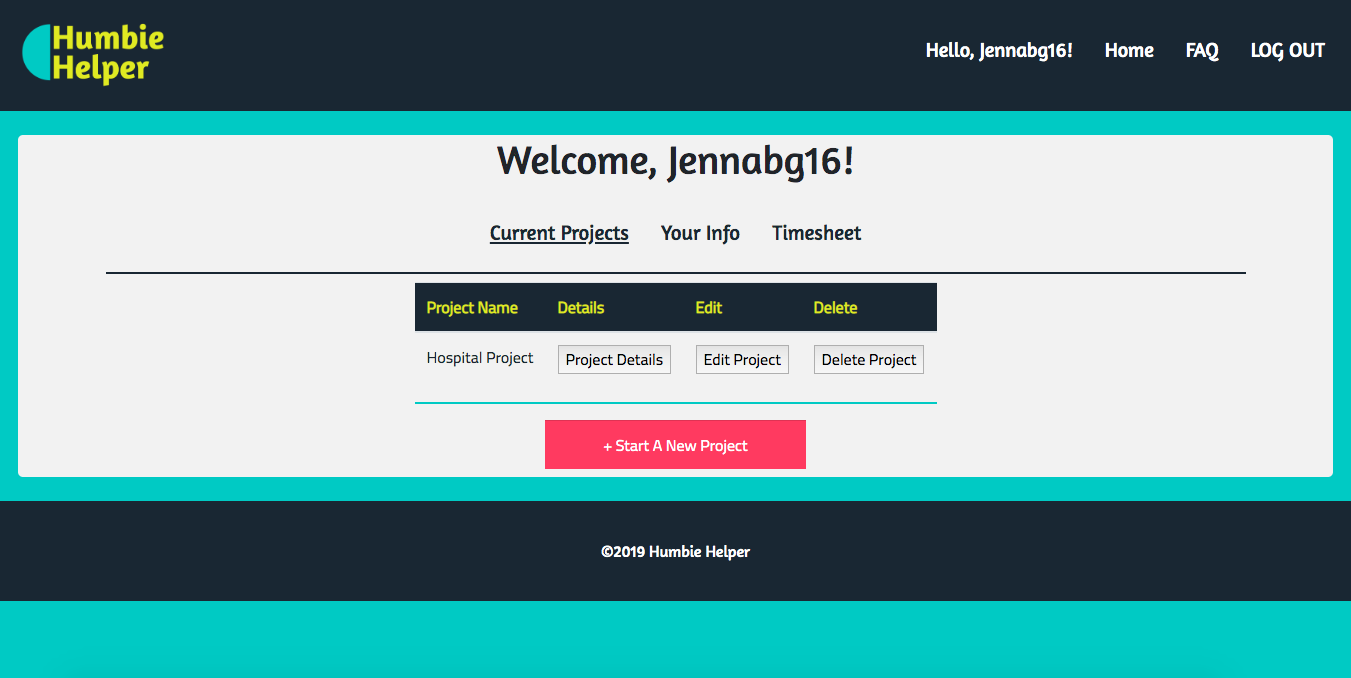 Humbie
Helper
Hello, Jennabg16! Home FAQ LOG OUT
Welcome, Jennabg16!
Current Projects Your Info Timesheet
Project Name Details Edit Delete
Hospital Project Project Details Edit Project Delete Project
+ Start A New Project
©2019 Humbie Helper